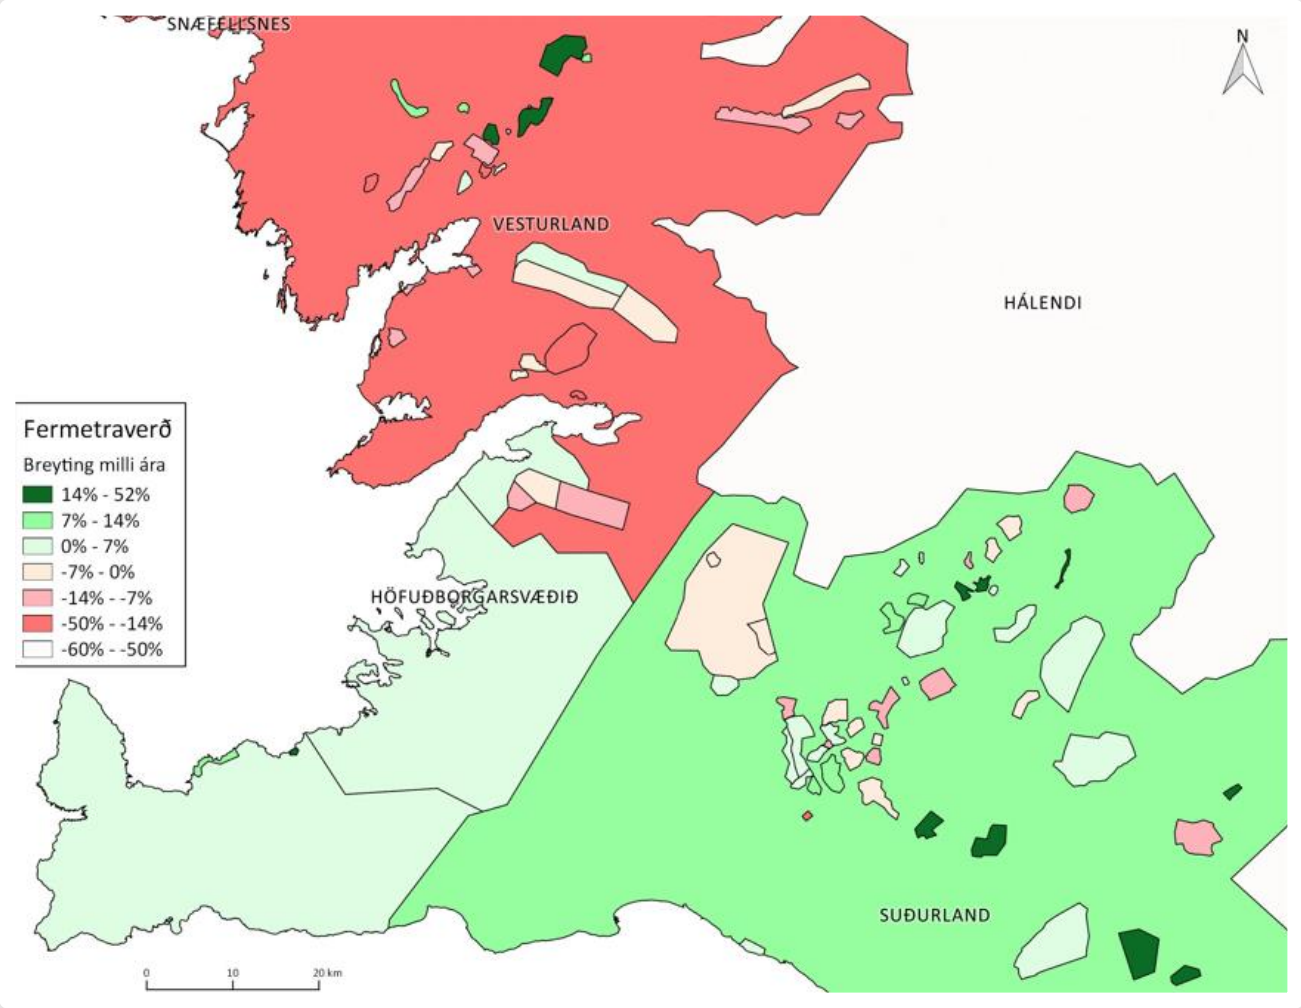 SNÆFELLSNES
N
VESTURLAND
HÁLENDI
Fermetraverð
Breyting milli ára
14% - 52%
7% - 14%
0% - 7%
-7% - 0%
-14% - -7%
-50% - -14%
-60% - -50%
HÖFUÐBORGARSVÆÐIÐ
SUÐURLAND
0 10 20 km